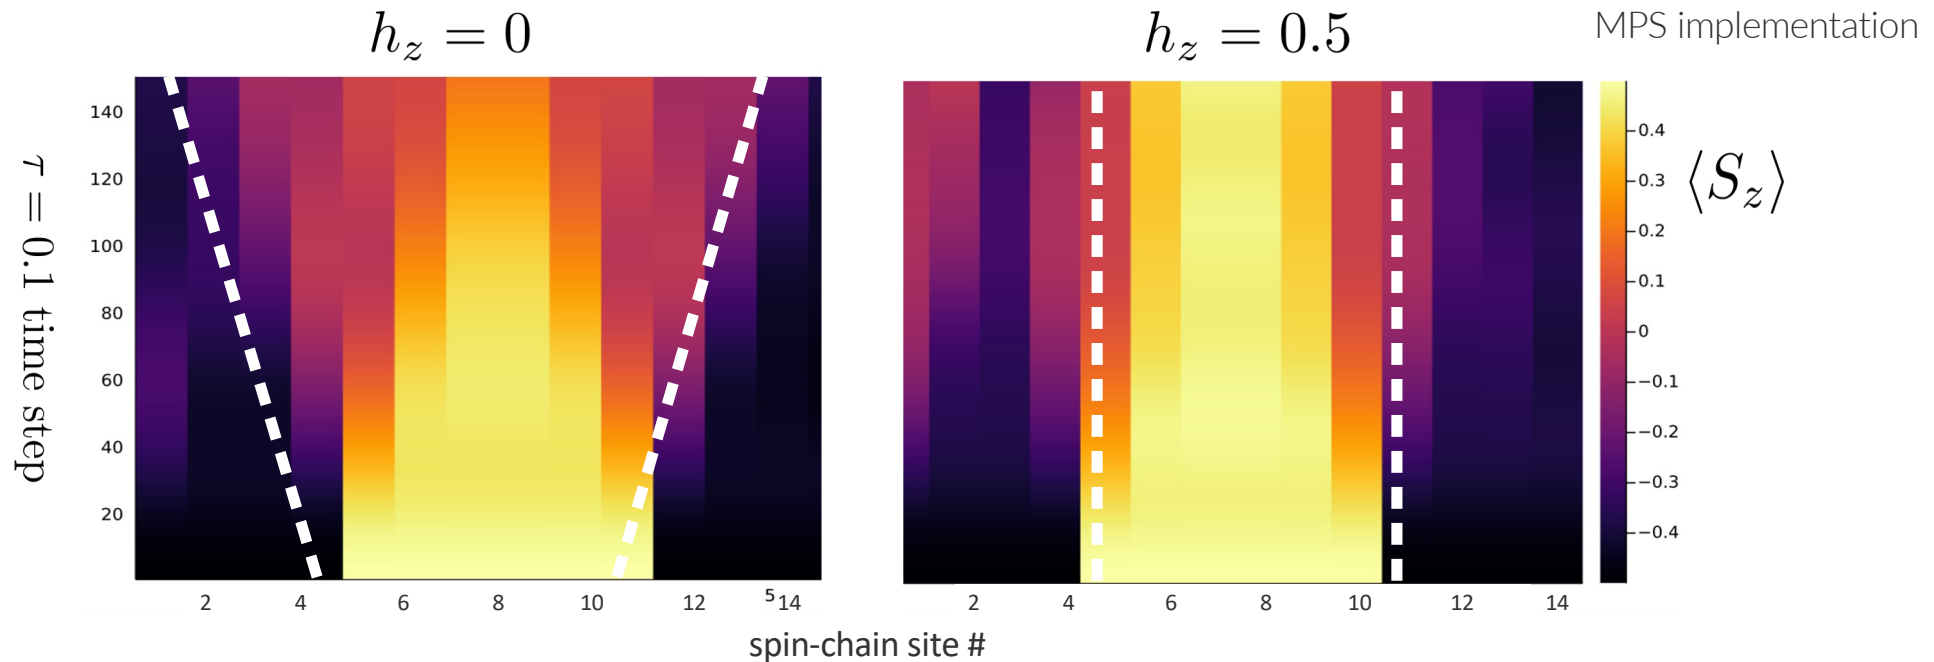 h_z = 0
h_z = 0.5
MPS implementation
τ = 0.1 time step
140
120
100
80
60
40
20
2 4 6 8 10 12 5 14
2 4 6 8 10 12 14
spin-chain site #
0.4
0.3
0.2
0.1
0
−0.1
−0.2
−0.3
−0.4
⟨S_z⟩